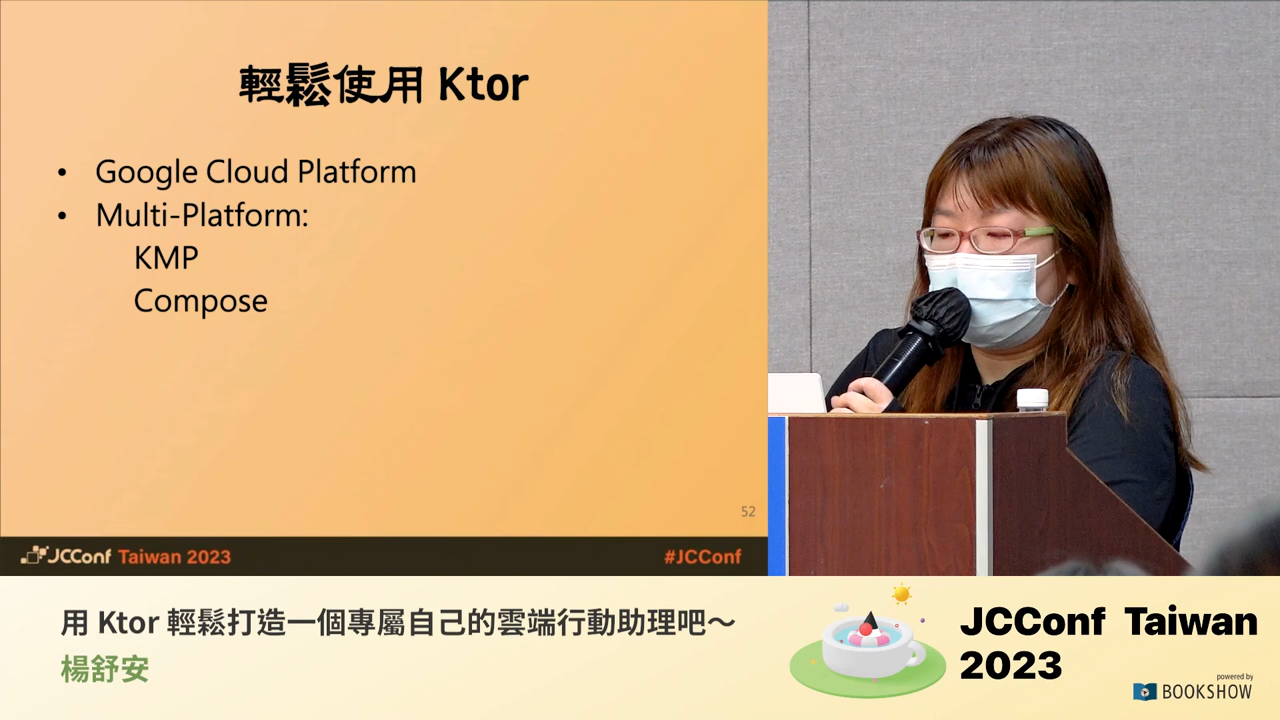 輕鬆使用 Ktor
• Google Cloud Platform
• Multi-Platform:
KMP
Compose
52
JCConf Taiwan 2023
#JCConf
用 Ktor 輕鬆打造一個專屬自己的雲端行動助理吧～
楊舒安
JCConf Taiwan
2023
powered by
BOOKSHOW